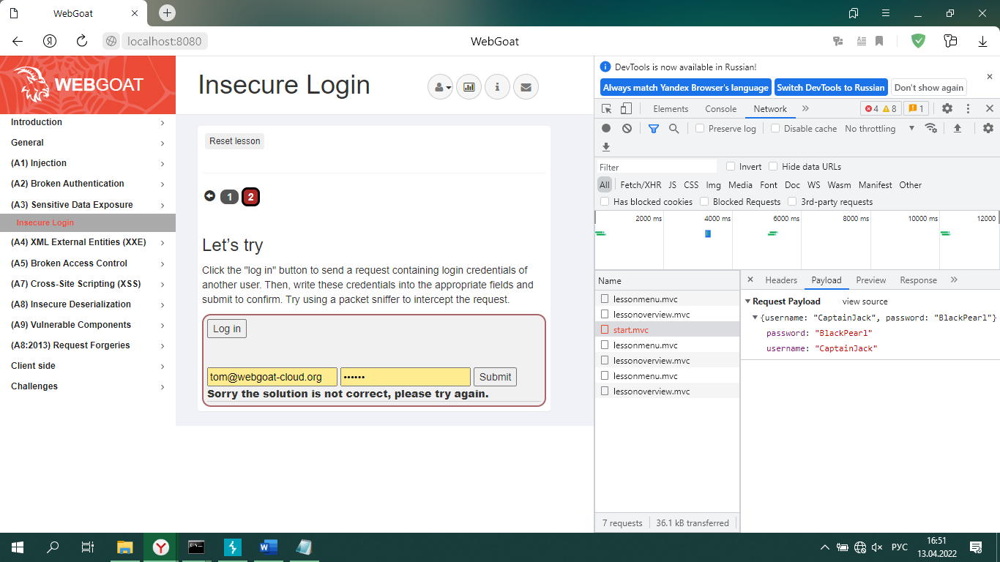 WebGoat
localhost:8080
WebGoat
WEBGOAT
Introduction
General
(A1) Injection
(A2) Broken Authentication
(A3) Sensitive Data Exposure
Insecure Login
(A4) XML External Entities (XXE)
(A5) Broken Access Control
(A7) Cross-Site Scripting (XSS)
(A8) Insecure Deserialization
(A9) Vulnerable Components
(A8:2013) Request Forgeries
Client side
Challenges
Insecure Login
Reset lesson
1 2
Let's try
Click the "log in" button to send a request containing login credentials of
another user. Then, write these credentials into the appropriate fields and
submit to confirm. Try using a packet sniffer to intercept the request.
Log in
tom@webgoat-cloud.org •••••• Submit
Sorry the solution is not correct, please try again.
DevTools is now available in Russian!
Always match Yandex Browser's language Switch DevTools to Russian Don't show again
Elements Console Network » 4 8 1
Preserve log Disable cache No throttling
Filter Invert Hide data URLs
All Fetch/XHR JS CSS Img Media Font Doc WS Wasm Manifest Other
Has blocked cookies Blocked Requests 3rd-party requests
2000 ms 4000 ms 6000 ms 8000 ms 10000 ms 12000
Name
lessonmenu.mvc
lessonoverview.mvc
start.mvc
lessonmenu.mvc
lessonoverview.mvc
lessonmenu.mvc
lessonoverview.mvc
7 requests 36.1 kB transferred
Headers Payload Preview Response »
Request Payload view source
{username: "CaptainJack", password: "BlackPearl"}
password: "BlackPearl"
username: "CaptainJack"
РУС
16:51
13.04.2022